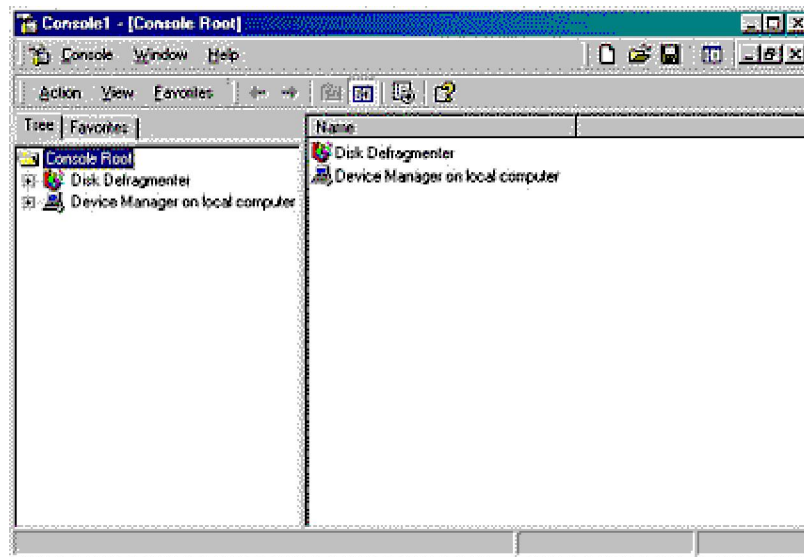 Console1 - [Console Root]
Console Window Help
Action View Favorites
Tree Favorites
Name
Console Root
Disk Defragmenter
Device Manager on local computer
Disk Defragmenter
Device Manager on local computer